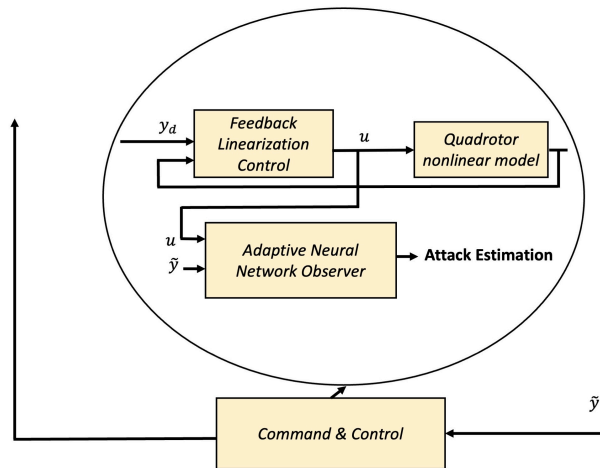 y_d
Feedback
Linearization
Control
u
Quadrotor
nonlinear model
u
ỹ
Adaptive Neural
Network Observer
Attack Estimation
Command & Control
ỹ